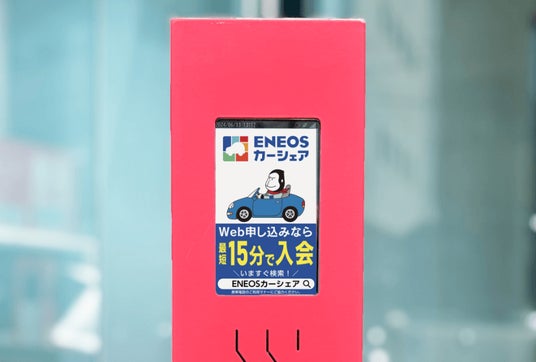 ENEOS
カーシェア
Web申し込みなら
最短15分で入会
＼いますぐ検索！／
ENEOSカーシェア